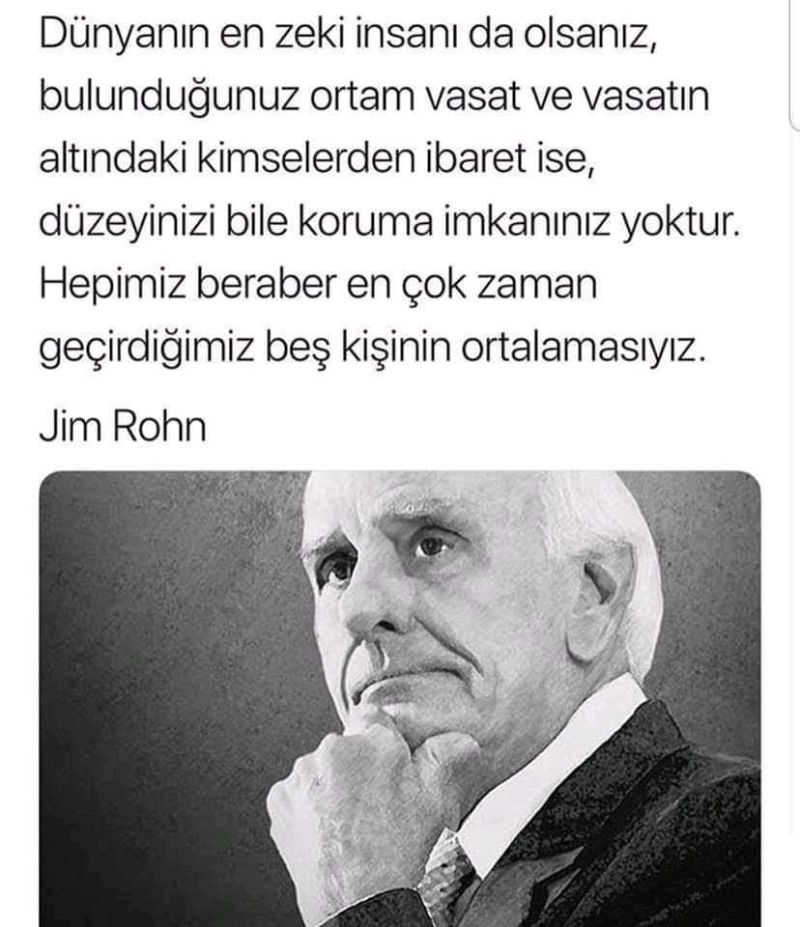 Dünyanın en zeki insanı da olsanız,
bulunduğunuz ortam vasat ve vasatın
altındaki kimselerden ibaret ise,
düzeyinizi bile koruma imkanınız yoktur.
Hepimiz beraber en çok zaman
geçirdiğimiz beş kişinin ortalamasıyız.
Jim Rohn